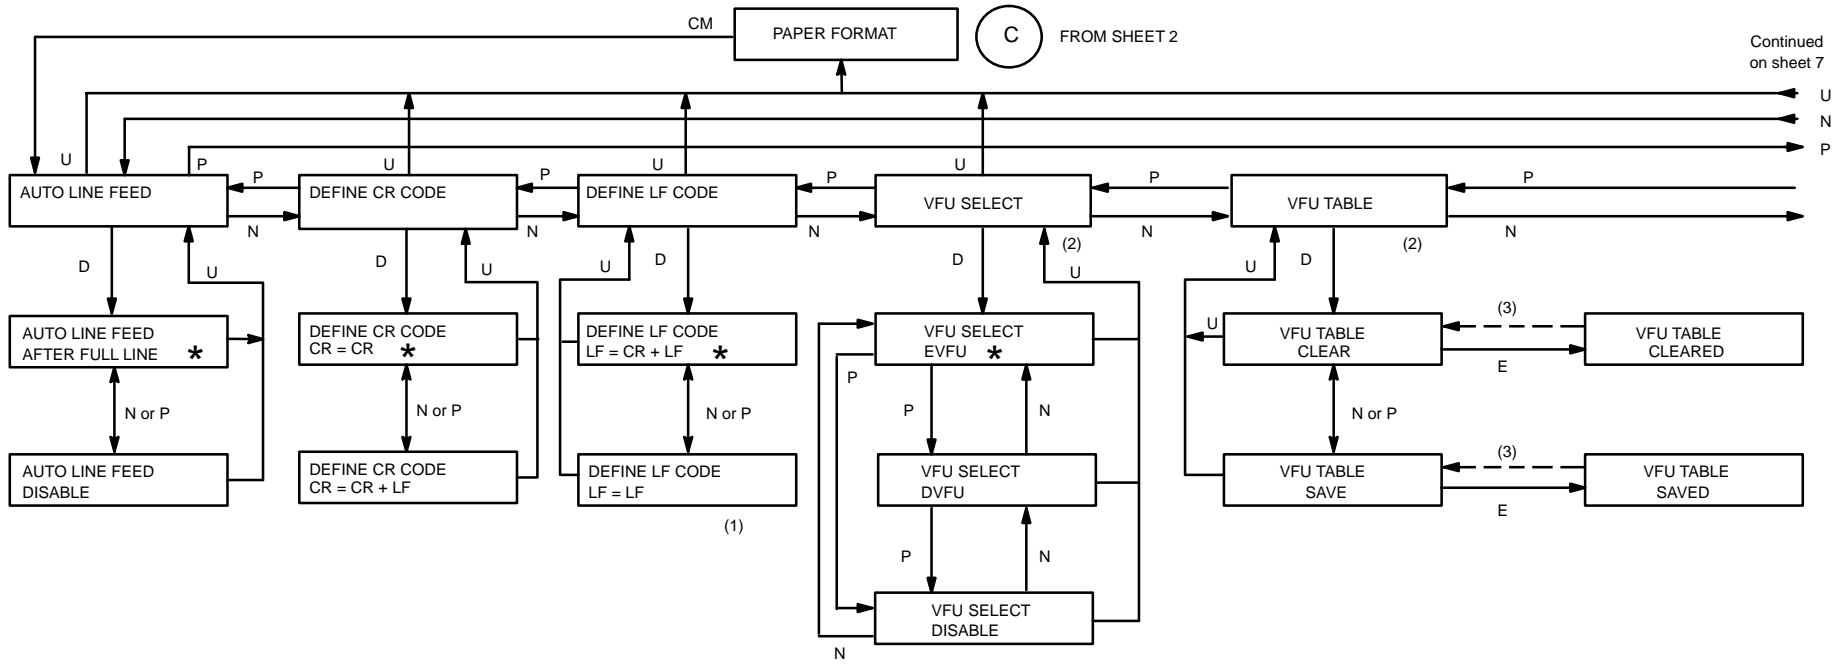 CM
PAPER FORMAT
C
FROM SHEET 2
Continued
on sheet 7
U
N
P
U
P
U
U
U
AUTO LINE FEED
P
N
DEFINE CR CODE
P
N
DEFINE LF CODE
P
N
VFU SELECT
(2)
P
N
VFU TABLE
(2)
P
N
D
U
D
U
U
D
D
U
U
D
AUTO LINE FEED
AFTER FULL LINE *
DEFINE CR CODE
CR = CR *
DEFINE LF CODE
LF = CR + LF *
VFU SELECT
EVFU *
U
VFU TABLE
CLEAR
(3)
E
VFU TABLE
CLEARED
N or P
N or P
N or P
P
P
N
N or P
AUTO LINE FEED
DISABLE
DEFINE CR CODE
CR = CR + LF
DEFINE LF CODE
LF = LF
(1)
VFU SELECT
DVFU
VFU TABLE
SAVE
(3)
E
VFU TABLE
SAVED
P
N
VFU SELECT
DISABLE
N